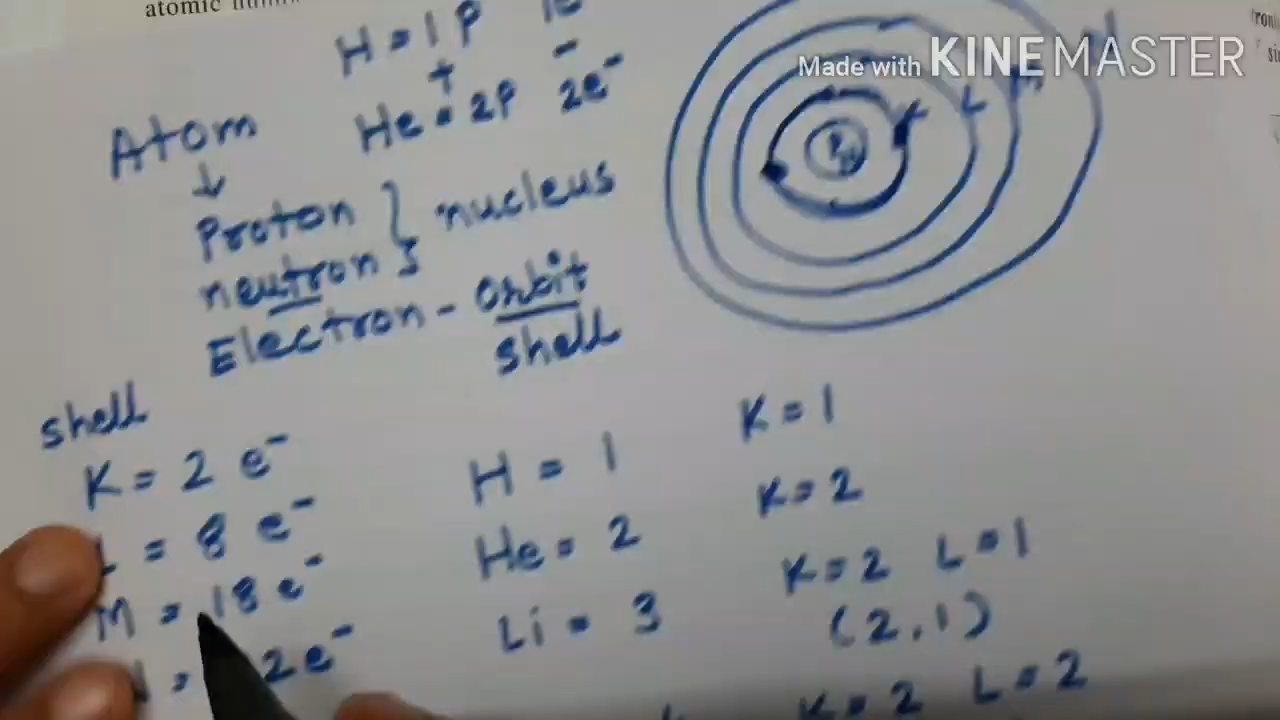 atomic
Made with KINEMASTER
H = 1 P
+ -
He = 2P 2e⁻
Atom
↓
Proton } nucleus
neutron
Electron - orbit
shell
K L M N
shell
K = 2 e⁻
L = 8 e⁻
M = 18 e⁻
2e⁻
H = 1 K = 1
He = 2 K = 2
Li = 3 K = 2 L = 1
(2,1)
K = 2 L = 2